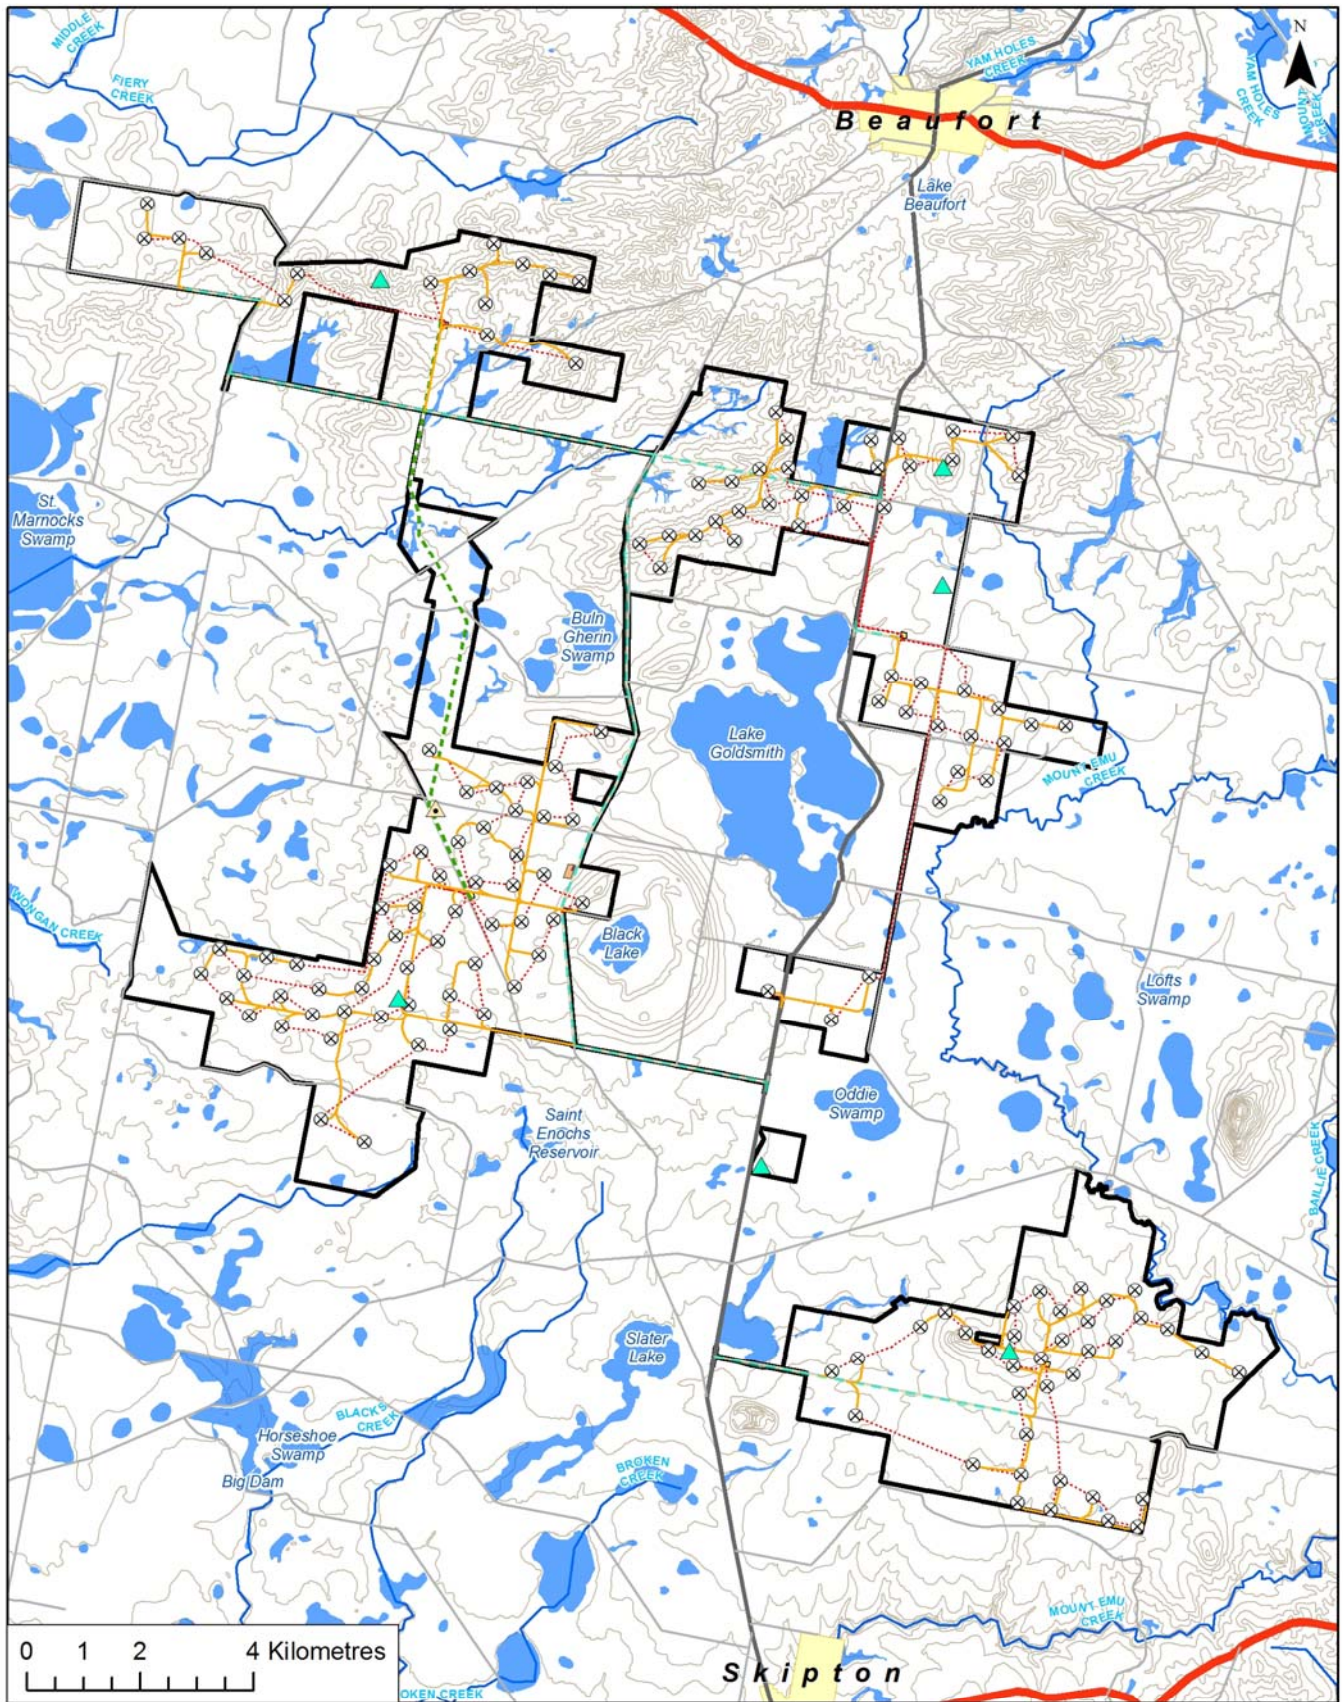 MIDDLE
CREEK
FIERY
CREEK
YAM HOLES
CREEK
N
YAM HOLES
CREEK
MOUNT
CREEK
Beaufort
Lake
Beaufort
St.
Marnocks
Swamp
Buln
Gherin
Swamp
Lake
Goldsmith
MOUNT EMU
CREEK
WONGAN CREEK
Black
Lake
Lofts
Swamp
Oddie
Swamp
Saint
Enochs
Reservoir
BAILLIE CREEK
Slater
Lake
BLACKS
CREEK
Horseshoe
Swamp
Big Dam
BROKEN
CREEK
MOUNT EMU
CREEK
0 1 2 4 Kilometres
Skipton
OKEN CREEK